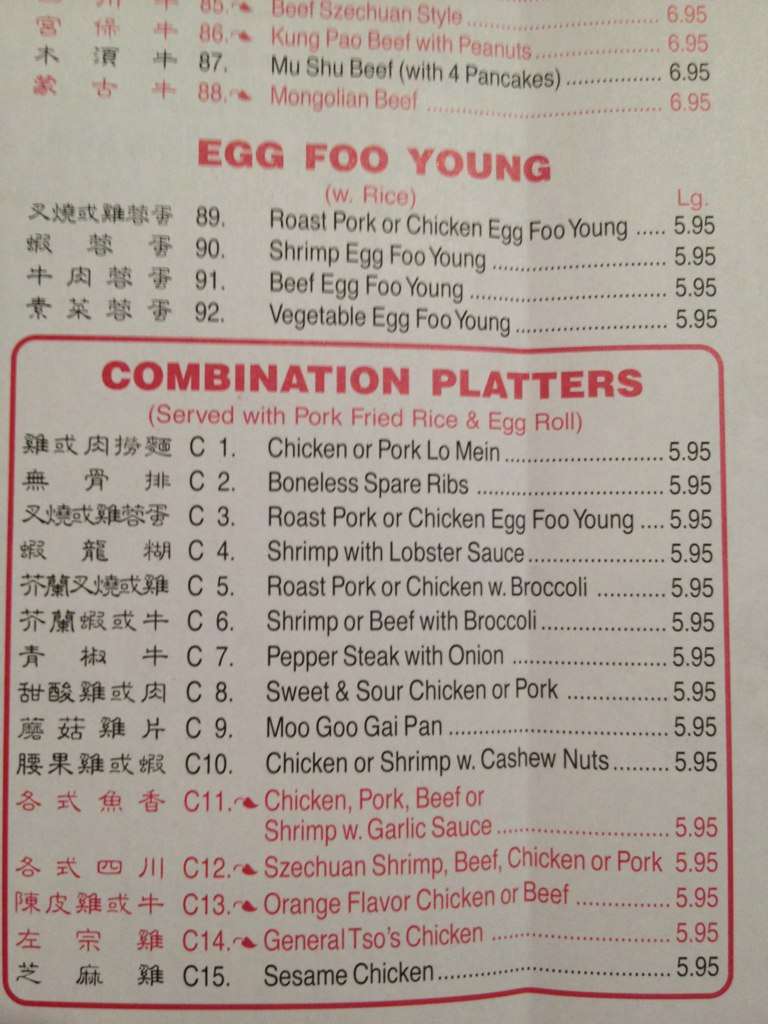 川 牛 85. Beef Szechuan Style 6.95
宮 保 牛 86. Kung Pao Beef with Peanuts 6.95
木 須 牛 87. Mu Shu Beef (with 4 Pancakes) 6.95
蒙 古 牛 88. Mongolian Beef 6.95
EGG FOO YOUNG
(w. Rice) Lg.
叉燒或雞蓉蛋 89. Roast Pork or Chicken Egg Foo Young 5.95
蝦 蓉 蛋 90. Shrimp Egg Foo Young 5.95
牛 肉 蓉 蛋 91. Beef Egg Foo Young 5.95
素 菜 蓉 蛋 92. Vegetable Egg Foo Young 5.95
COMBINATION PLATTERS
(Served with Pork Fried Rice & Egg Roll)
雞或肉撈麵 C 1. Chicken or Pork Lo Mein 5.95
無 骨 排 C 2. Boneless Spare Ribs 5.95
叉燒或雞蓉蛋 C 3. Roast Pork or Chicken Egg Foo Young 5.95
蝦 龍 糊 C 4. Shrimp with Lobster Sauce 5.95
芥蘭叉燒或雞 C 5. Roast Pork or Chicken w. Broccoli 5.95
芥蘭蝦或牛 C 6. Shrimp or Beef with Broccoli 5.95
青 椒 牛 C 7. Pepper Steak with Onion 5.95
甜酸雞或肉 C 8. Sweet & Sour Chicken or Pork 5.95
蘑菇雞片 C 9. Moo Goo Gai Pan 5.95
腰果雞或蝦 C10. Chicken or Shrimp w. Cashew Nuts 5.95
各式魚香 C11. Chicken, Pork, Beef or
Shrimp w. Garlic Sauce 5.95
各式四川 C12. Szechuan Shrimp, Beef, Chicken or Pork 5.95
陳皮雞或牛 C13. Orange Flavor Chicken or Beef 5.95
左 宗 雞 C14. General Tso's Chicken 5.95
芝 麻 雞 C15. Sesame Chicken 5.95